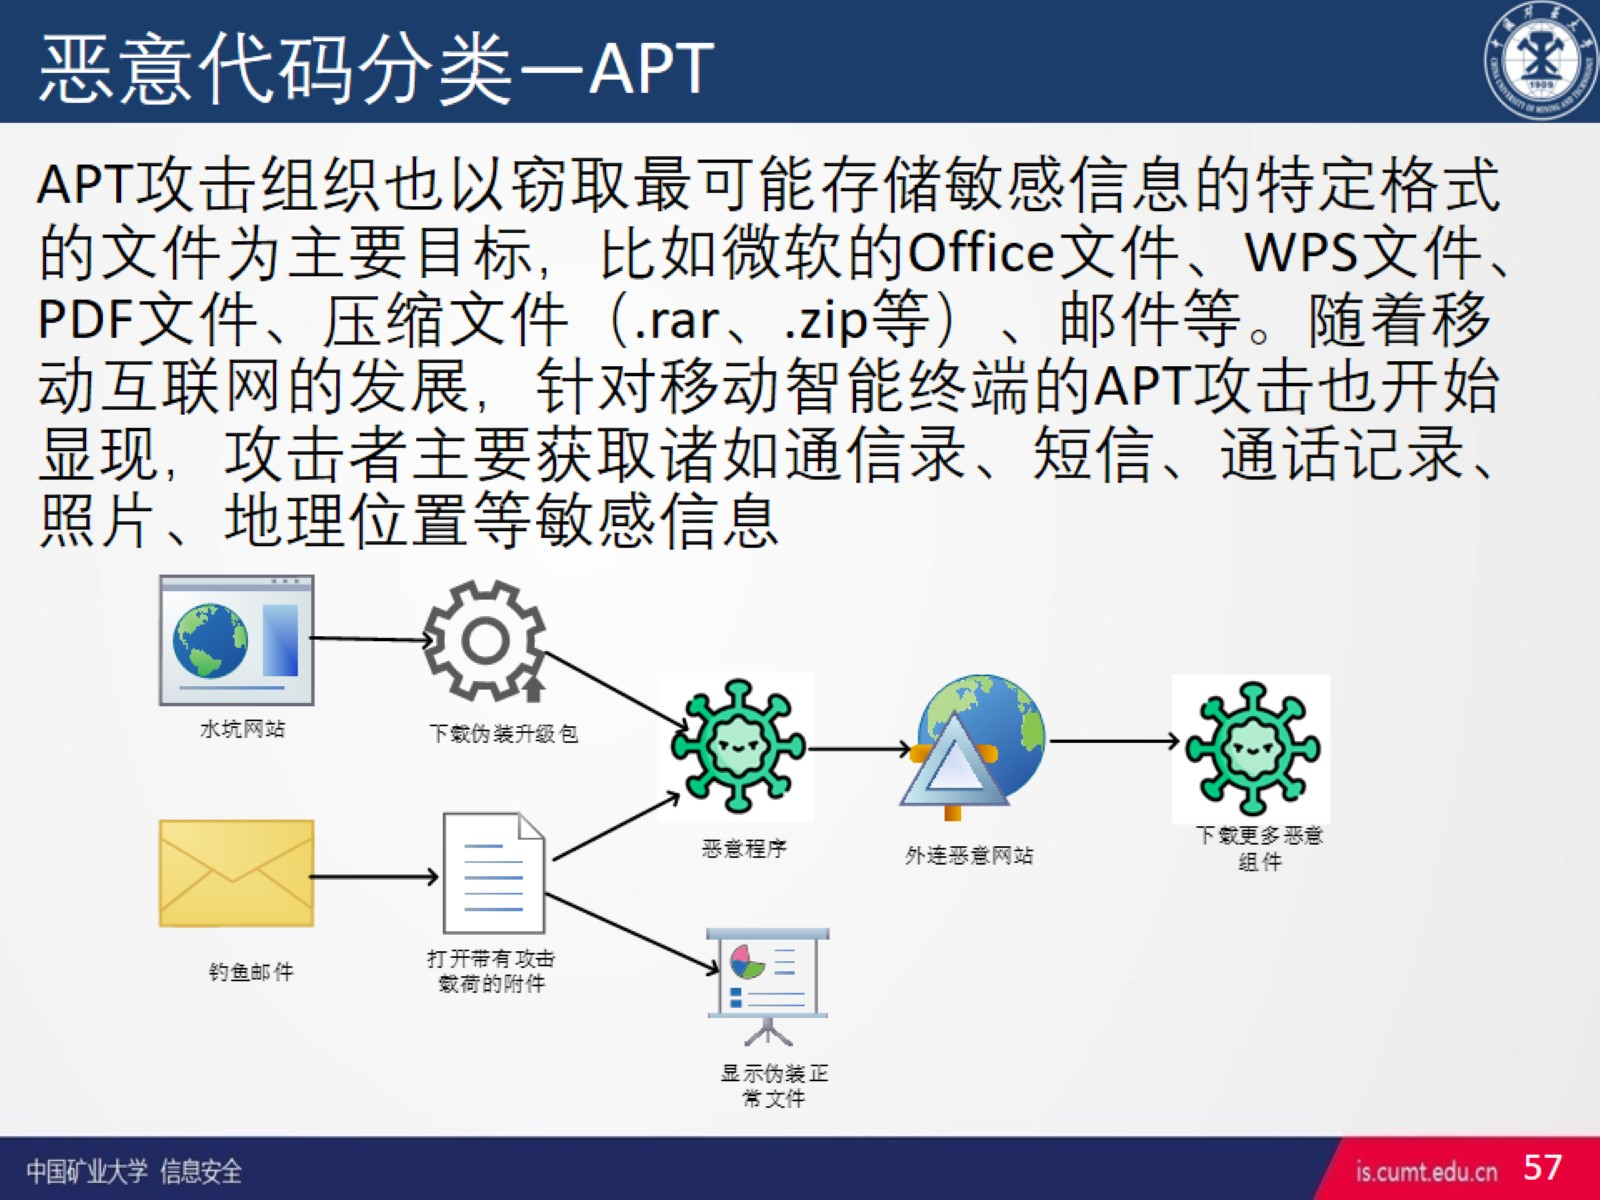 恶意代码分类—APT
APT攻击组织也以窃取最可能存储敏感信息的特定格式
的文件为主要目标，比如微软的Office文件、WPS文件、
PDF文件、压缩文件（.rar、.zip等）、邮件等。随着移
动互联网的发展，针对移动智能终端的APT攻击也开始
显现，攻击者主要获取诸如通信录、短信、通话记录、
照片、地理位置等敏感信息
水坑网站
下载伪装升级包
恶意程序
外连恶意网站
下载更多恶意
组件
钓鱼邮件
打开带有攻击
载荷的附件
显示伪装正
常文件
中国矿业大学 信息安全
is.cumt.edu.cn 57
CHINA UNIVERSITY OF MINING AND TECHNOLOGY
1909